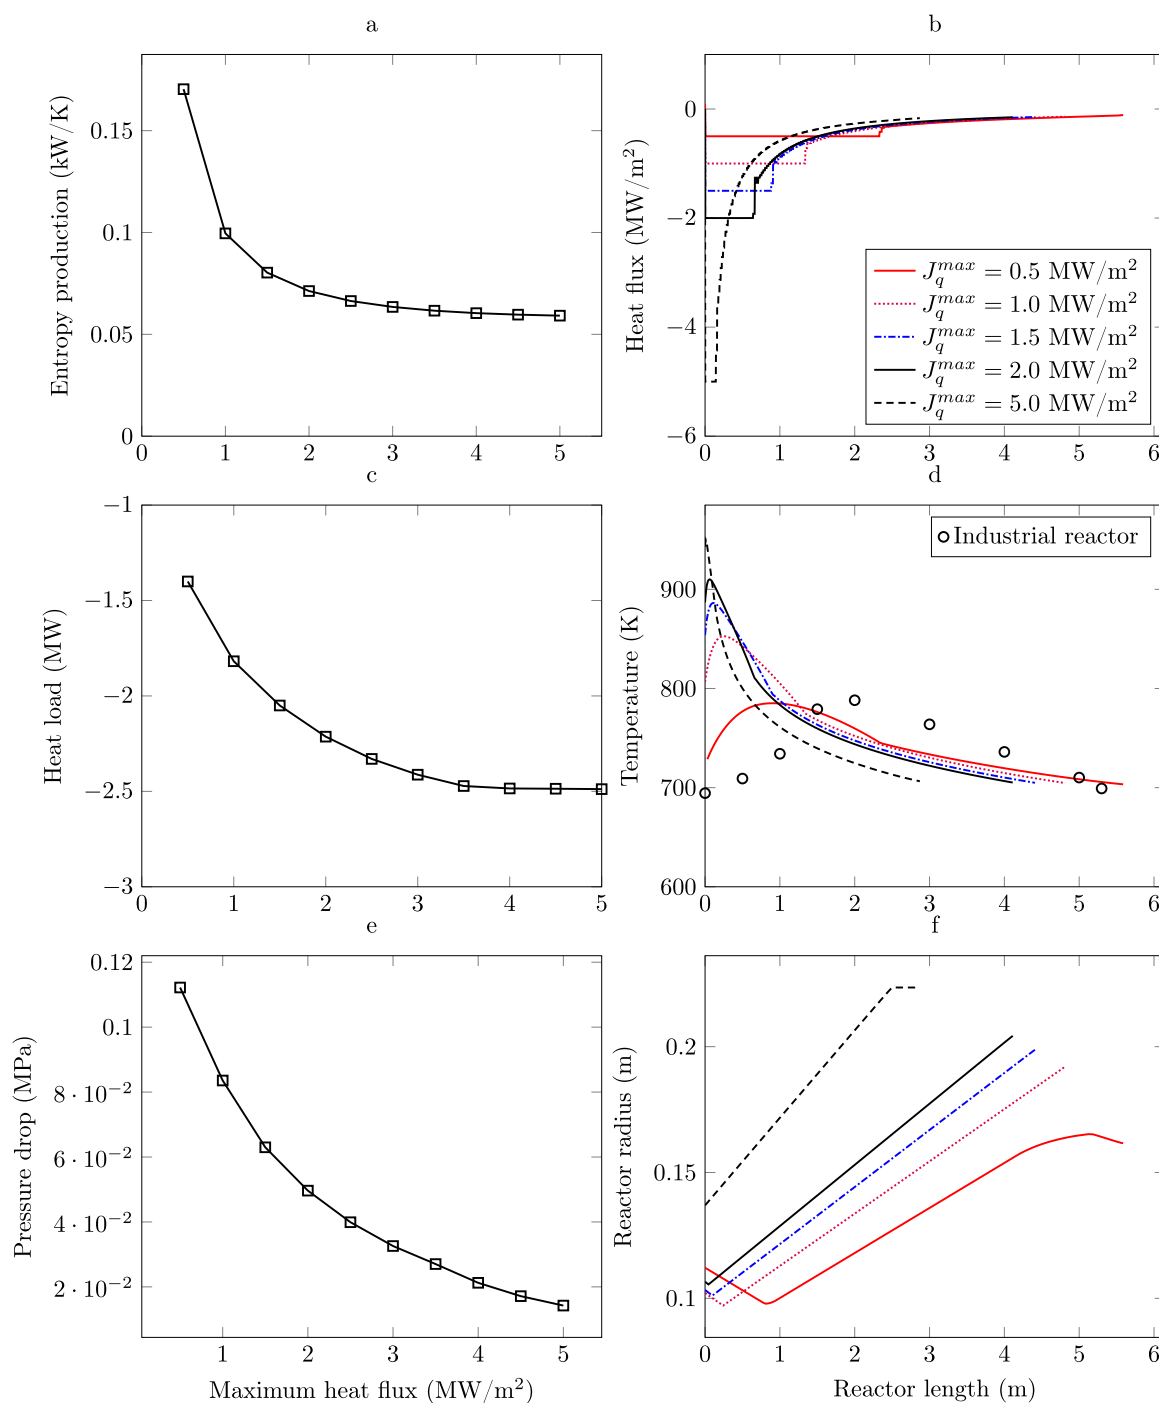 a
Entropy production (kW/K)
0.15
0.1
0.05
0
0 1 2 3 4 5
b
Heat flux (MW/m²)
0
−2
−4
−6
J_q^{max} = 0.5 MW/m²
J_q^{max} = 1.0 MW/m²
J_q^{max} = 1.5 MW/m²
J_q^{max} = 2.0 MW/m²
J_q^{max} = 5.0 MW/m²
0 1 2 3 4 5 6
c
Heat load (MW)
−1
−1.5
−2
−2.5
−3
0 1 2 3 4 5
d
Temperature (K)
Industrial reactor
900
800
700
600
0 1 2 3 4 5 6
e
Pressure drop (MPa)
0.12
0.1
8 · 10⁻²
6 · 10⁻²
4 · 10⁻²
2 · 10⁻²
1 2 3 4 5
Maximum heat flux (MW/m²)
f
Reactor radius (m)
0.2
0.15
0.1
0 1 2 3 4 5 6
Reactor length (m)